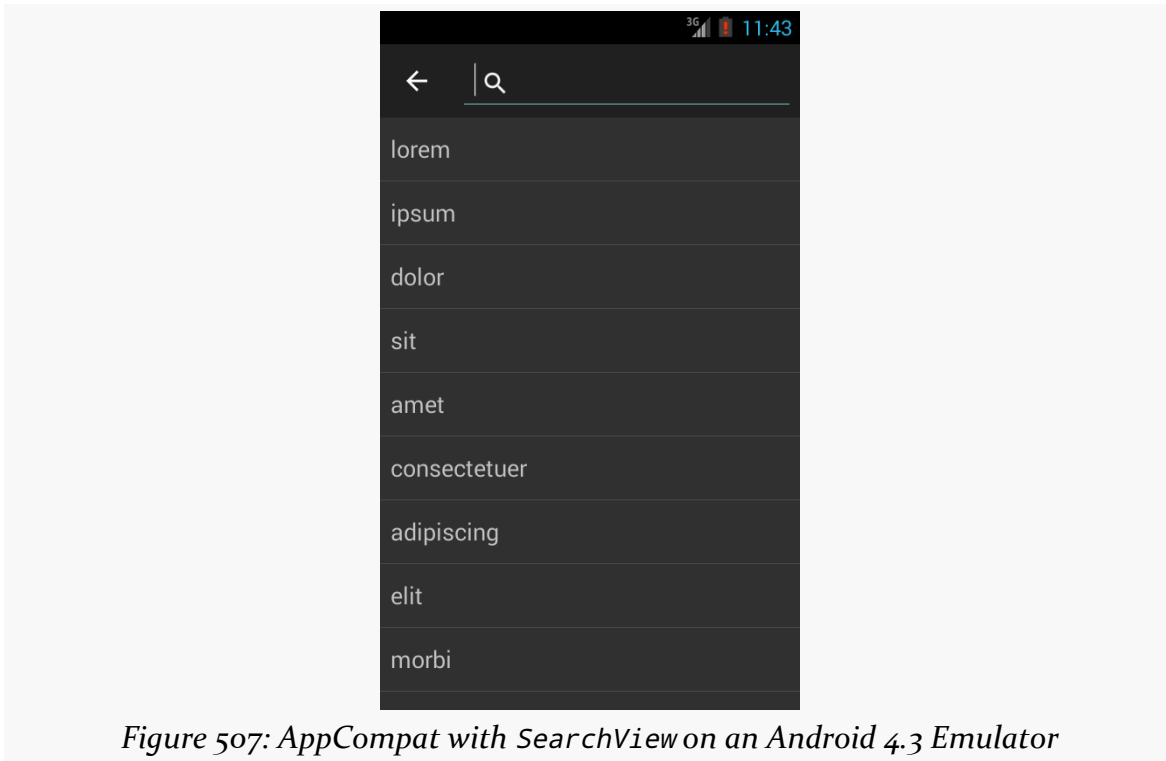 3G 11:43
lorem
ipsum
dolor
sit
amet
consectetuer
adipiscing
elit
morbi
Figure 507: AppCompat with SearchView on an Android 4.3 Emulator